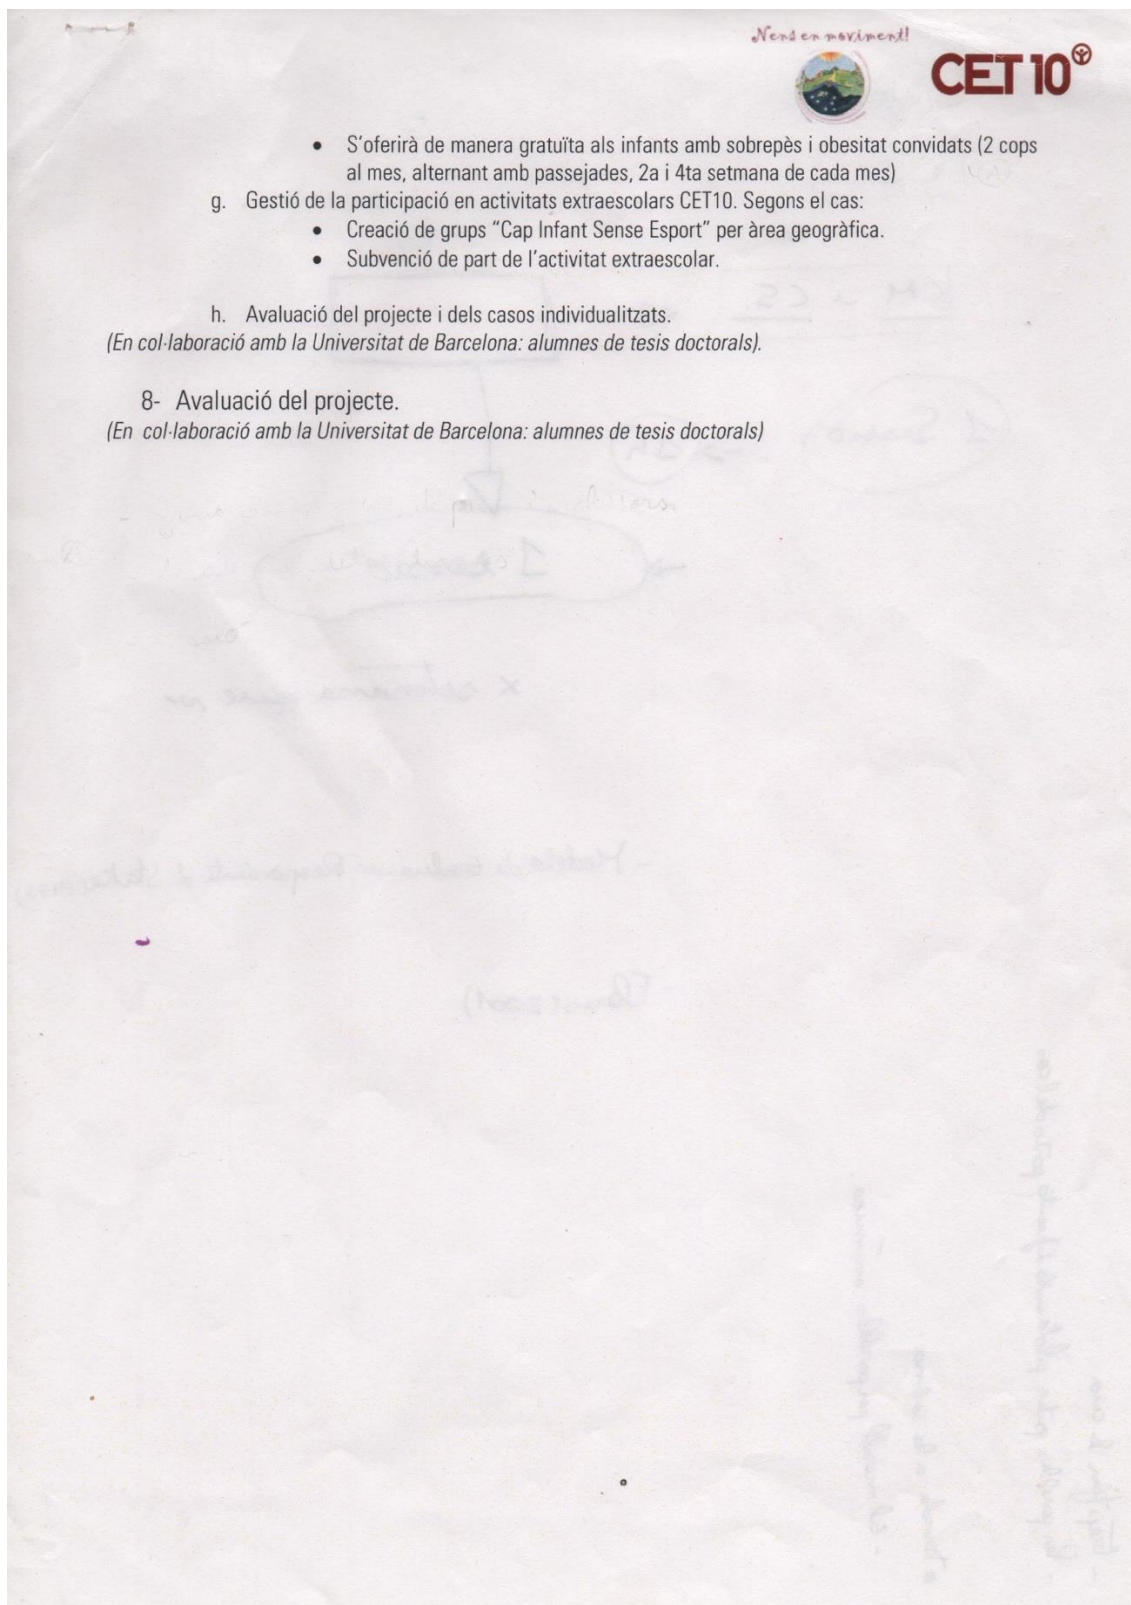 Nens en moviment!
CET 10
• S’oferirà de manera gratuïta als infants amb sobrepès i obesitat convidats (2 cops
al mes, alternant amb passejades, 2a i 4ta setmana de cada mes)
g. Gestió de la participació en activitats extraescolars CET10. Segons el cas:
• Creació de grups “Cap Infant Sense Esport” per àrea geogràfica.
• Subvenció de part de l’activitat extraescolar.
h. Avaluació del projecte i dels casos individualitzats.
(En col·laboració amb la Universitat de Barcelona: alumnes de tesis doctorals).
8- Avaluació del projecte.
(En col·laboració amb la Universitat de Barcelona: alumnes de tesis doctorals)